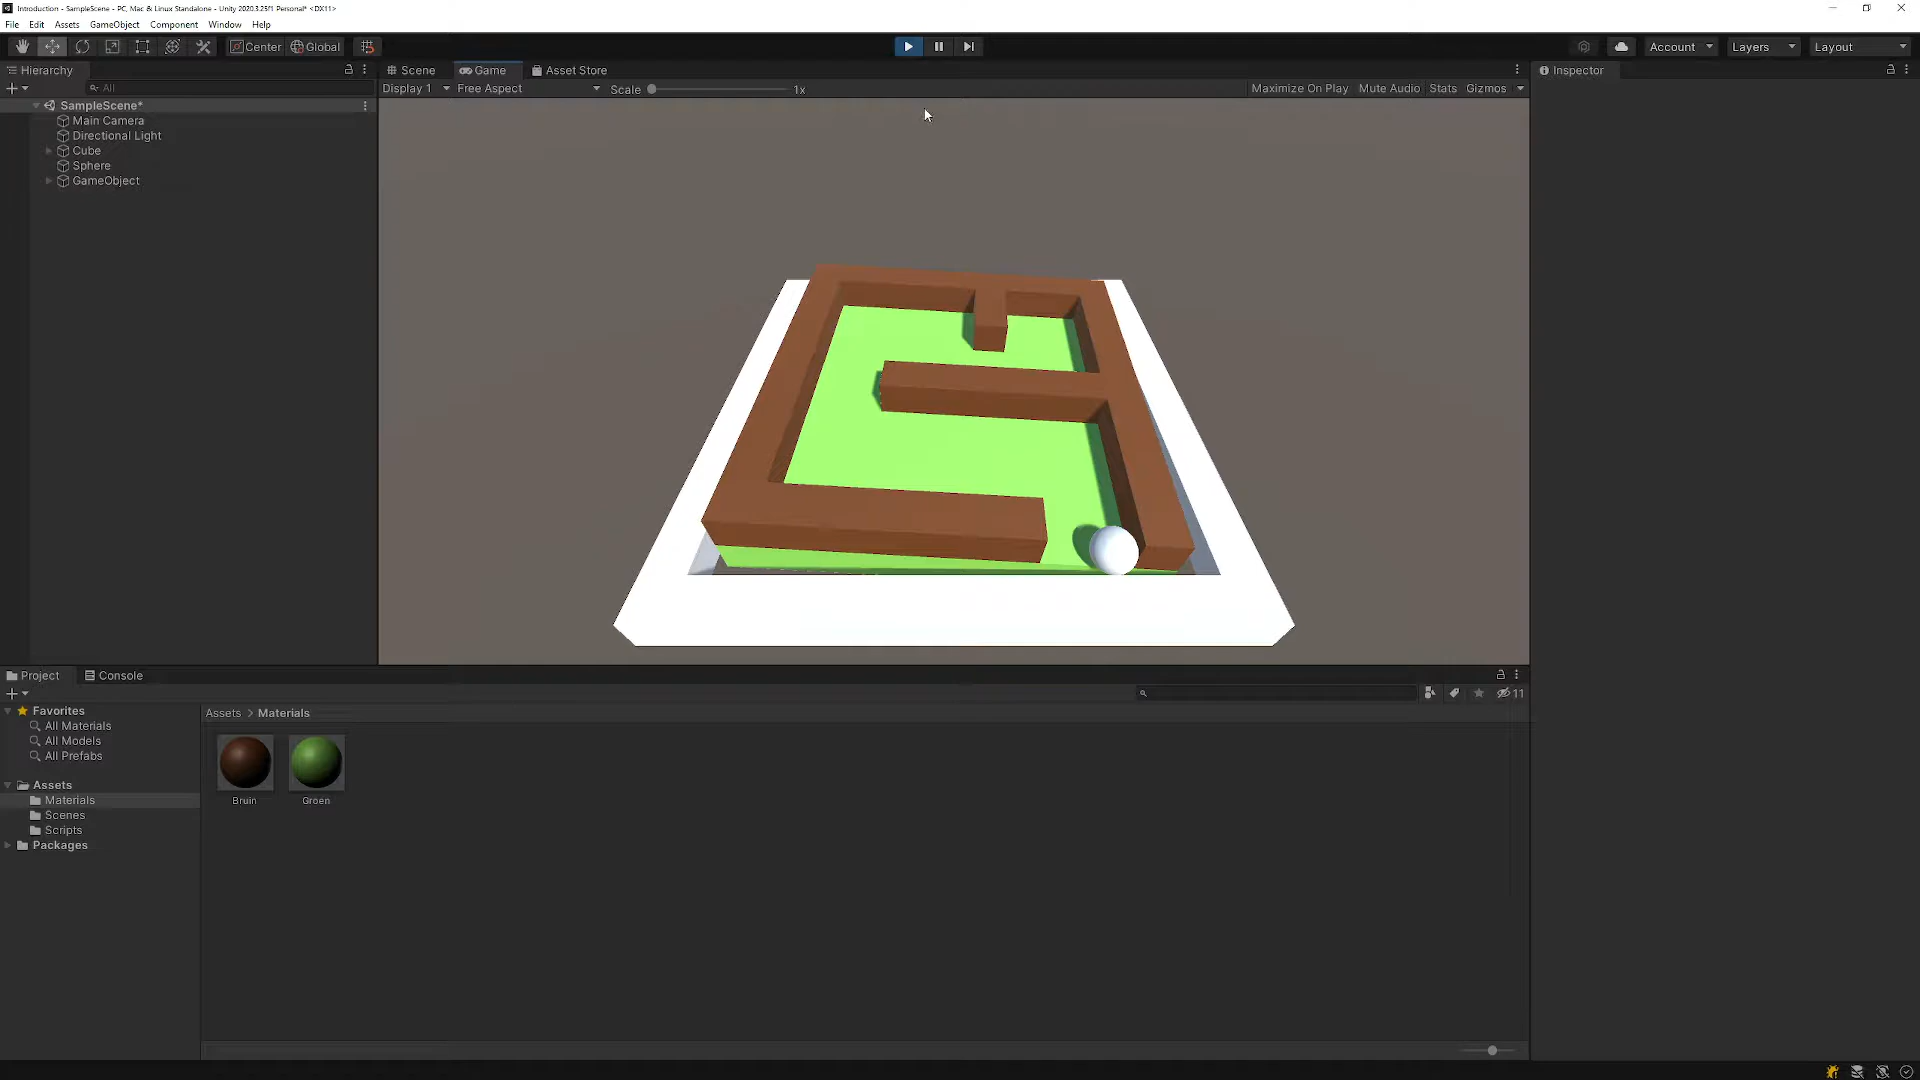 Introduction - SampleScene - PC, Mac & Linux Standalone - Unity 2020.3.25f1 Personal* <DX11>
File Edit Assets GameObject Component Window Help
Center Global Account Layers Layout
Hierarchy Scene Game Asset Store Inspector
All Display 1 Free Aspect Scale 1x Maximize On Play Mute Audio Stats Gizmos
SampleScene*
Main Camera
Directional Light
Cube
Sphere
GameObject
Project Console
11
Favorites
All Materials
All Models
All Prefabs
Assets
Materials
Scenes
Scripts
Packages
Assets > Materials
Bruin Groen